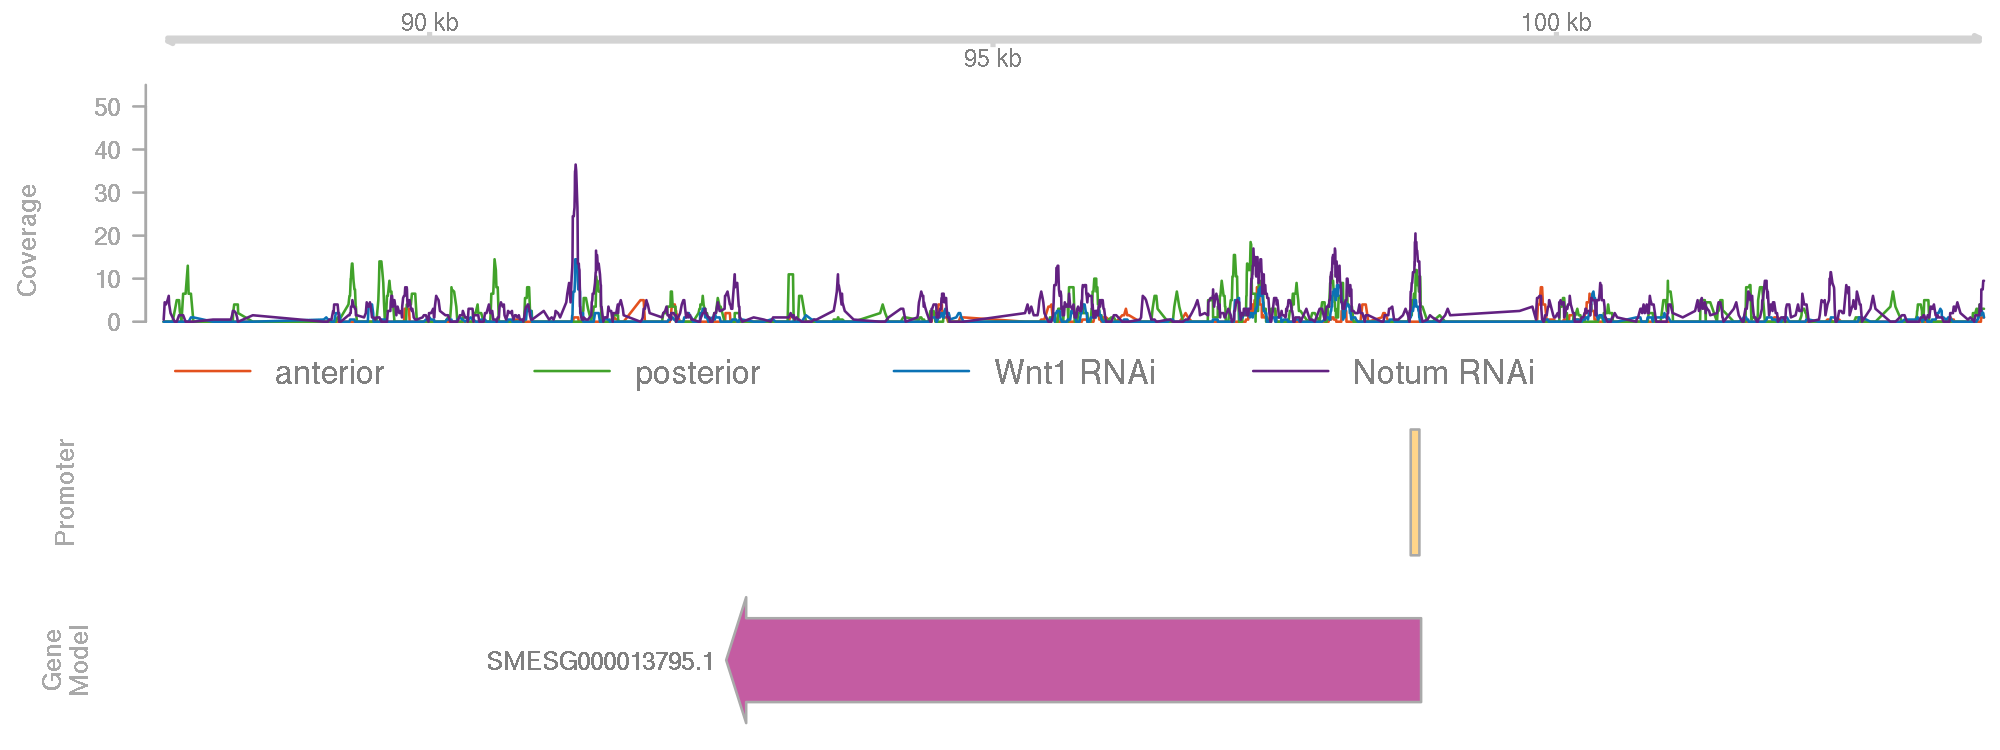 90 kb
100 kb
95 kb
Coverage
50
40
30
20
10
0
anterior
posterior
Wnt1 RNAi
Notum RNAi
Promoter
Gene
Model
SMESG000013795.1